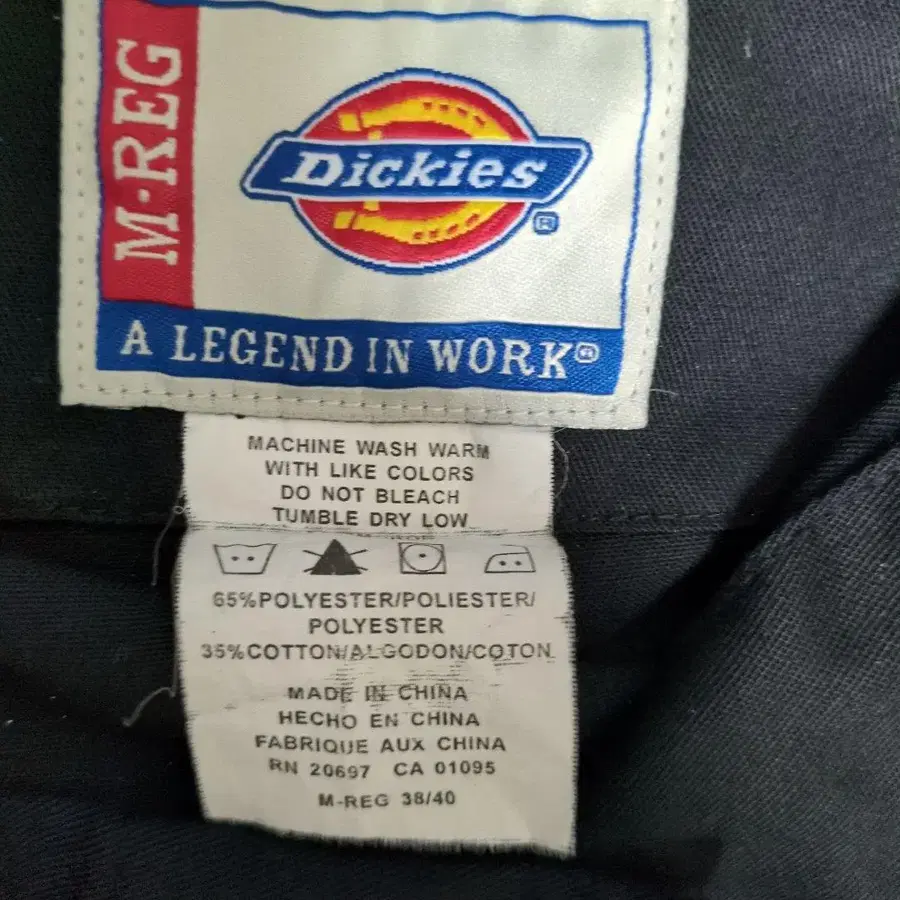 M·REG
Dickies
®
A LEGEND IN WORK®
MACHINE WASH WARM
WITH LIKE COLORS
DO NOT BLEACH
TUMBLE DRY LOW
65%POLYESTER/POLIESTER/
POLYESTER
35%COTTON/ALGODON/COTON
MADE IN CHINA
HECHO EN CHINA
FABRIQUE AUX CHINA
RN 20697 CA 01095
M-REG 38/40